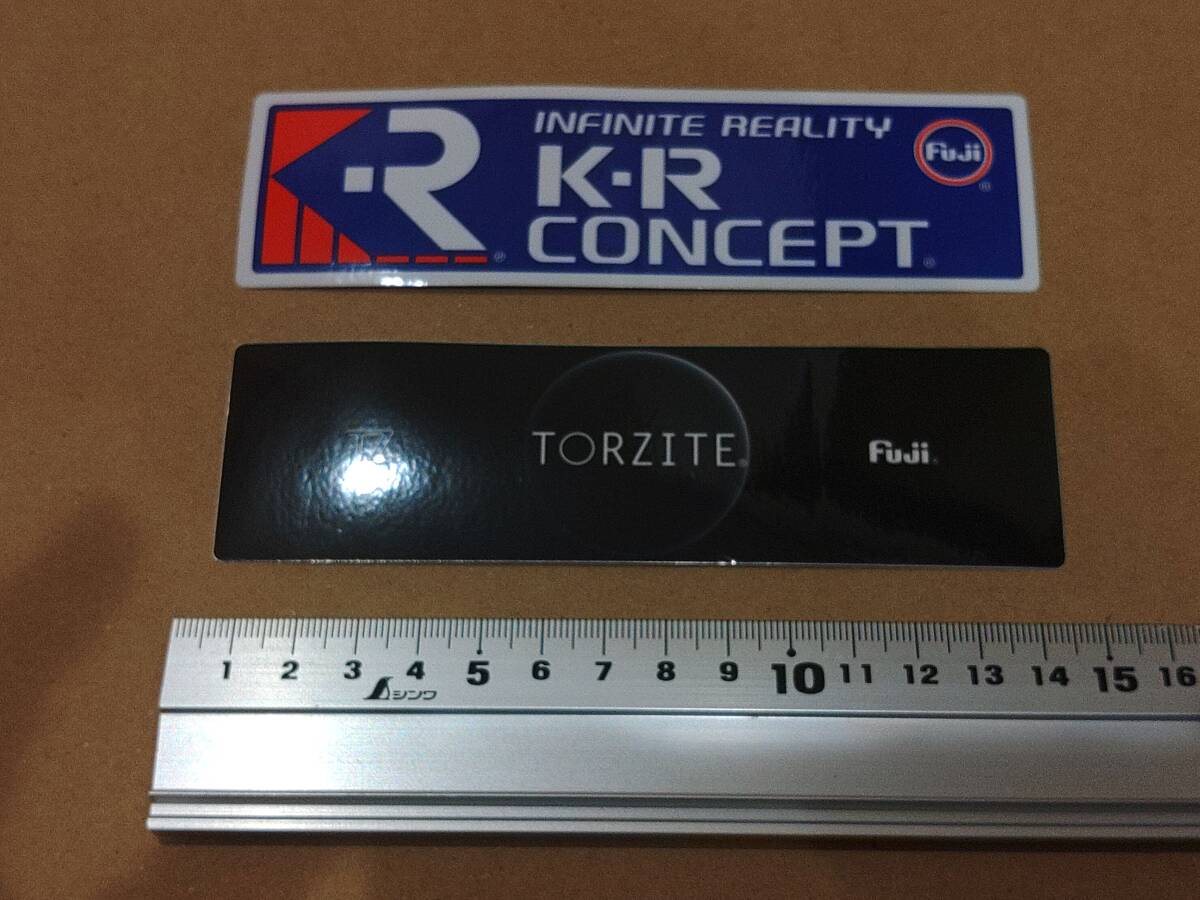 K-R®
INFINITE REALITY
K·R
CONCEPT®
Fuji
®
TORZITE®
Fuji®
1 2 3 4 5 6 7 8 9 10 11 12 13 14 15 16
シンワ